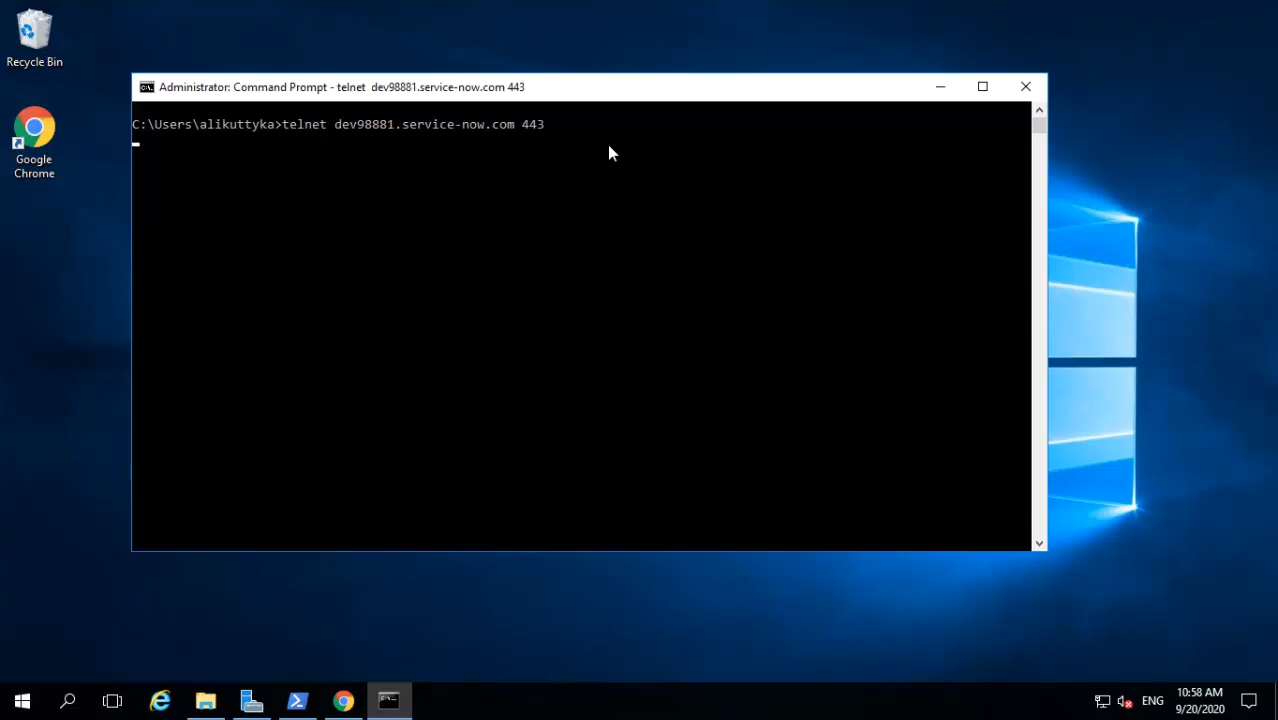 Recycle Bin
Google
Chrome
Administrator: Command Prompt - telnet  dev98881.service-now.com 443
C:\Users\alikuttyka>telnet dev98881.service-now.com 443
ENG
10:58 AM
9/20/2020